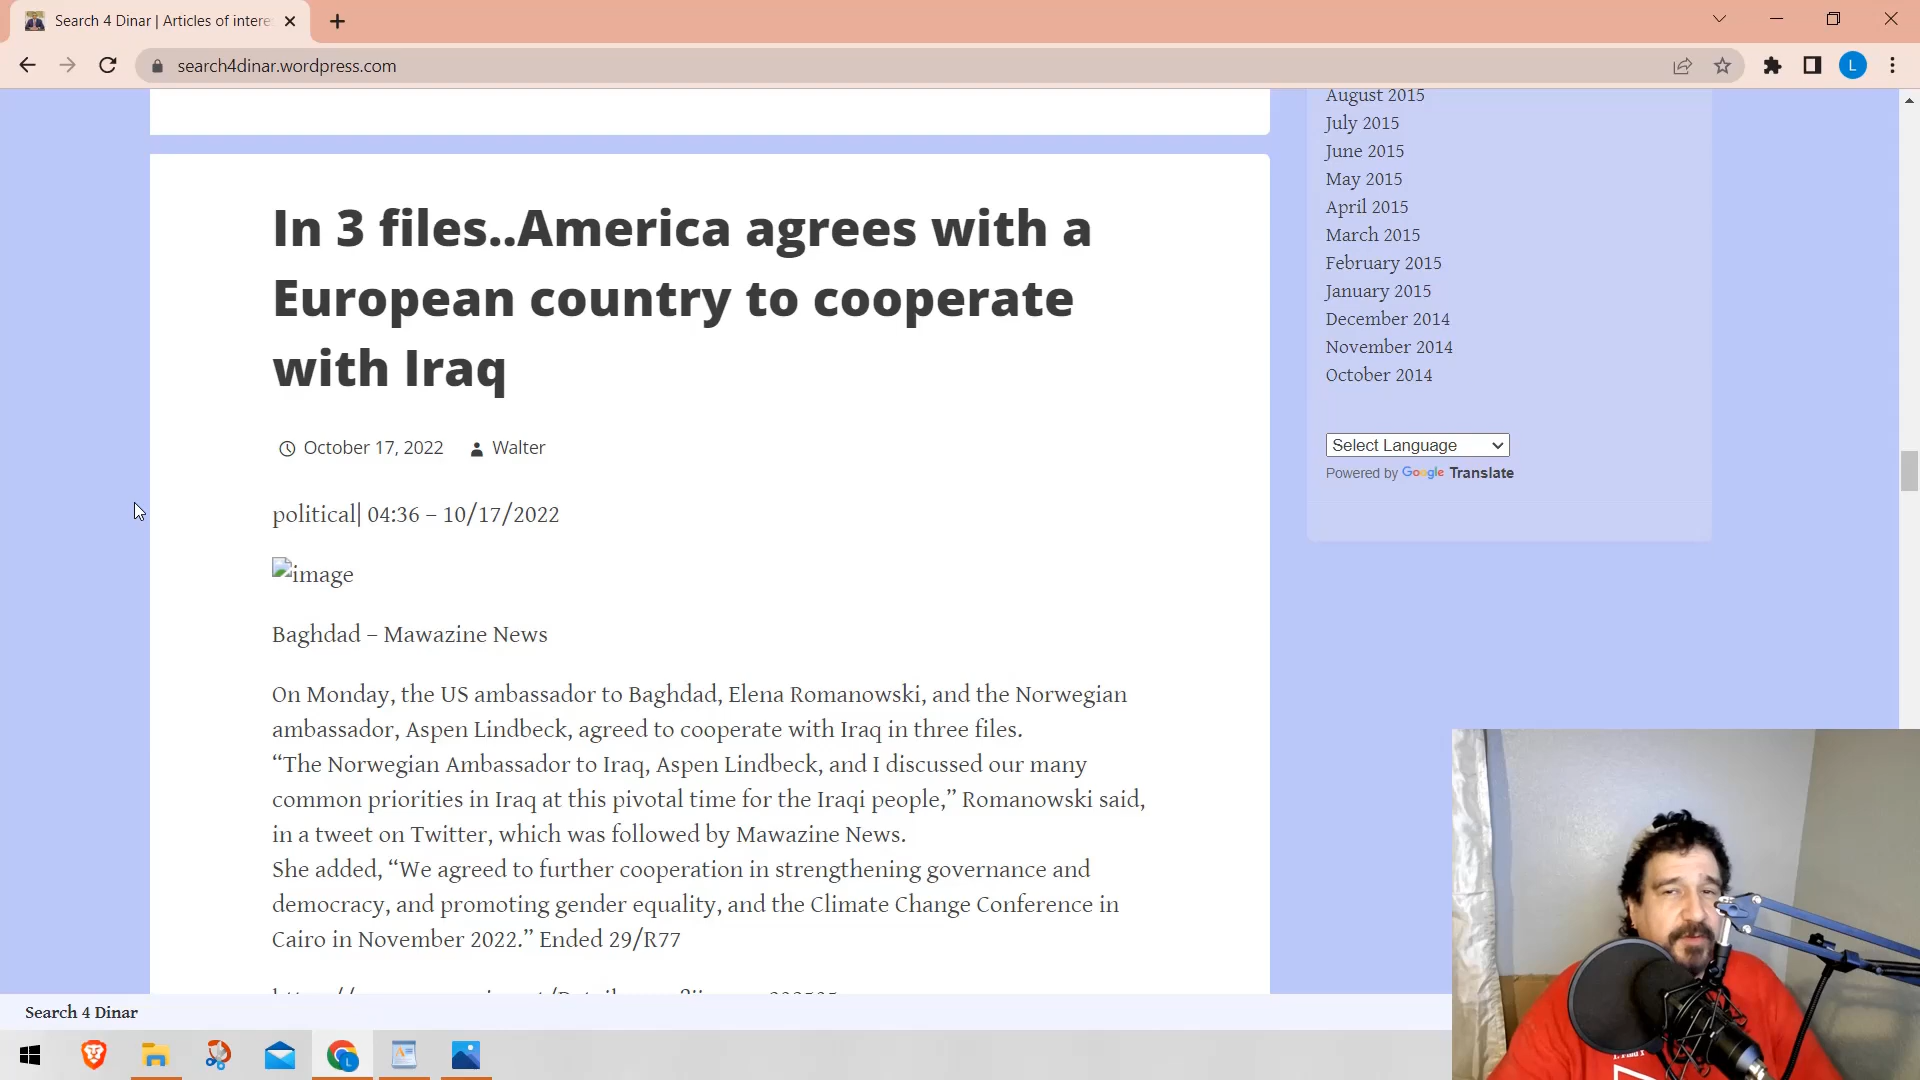 Search 4 Dinar | Articles of intere
search4dinar.wordpress.com
L
August 2015
July 2015
June 2015
May 2015
April 2015
March 2015
February 2015
January 2015
December 2014
November 2014
October 2014
Select Language
Powered by Google Translate
In 3 files..America agrees with a
European country to cooperate
with Iraq
October 17, 2022 Walter
political| 04:36 – 10/17/2022
image
Baghdad – Mawazine News
On Monday, the US ambassador to Baghdad, Elena Romanowski, and the Norwegian
ambassador, Aspen Lindbeck, agreed to cooperate with Iraq in three files.
“The Norwegian Ambassador to Iraq, Aspen Lindbeck, and I discussed our many
common priorities in Iraq at this pivotal time for the Iraqi people,” Romanowski said,
in a tweet on Twitter, which was followed by Mawazine News.
She added, “We agreed to further cooperation in strengthening governance and
democracy, and promoting gender equality, and the Climate Change Conference in
Cairo in November 2022.” Ended 29/R77
Search 4 Dinar